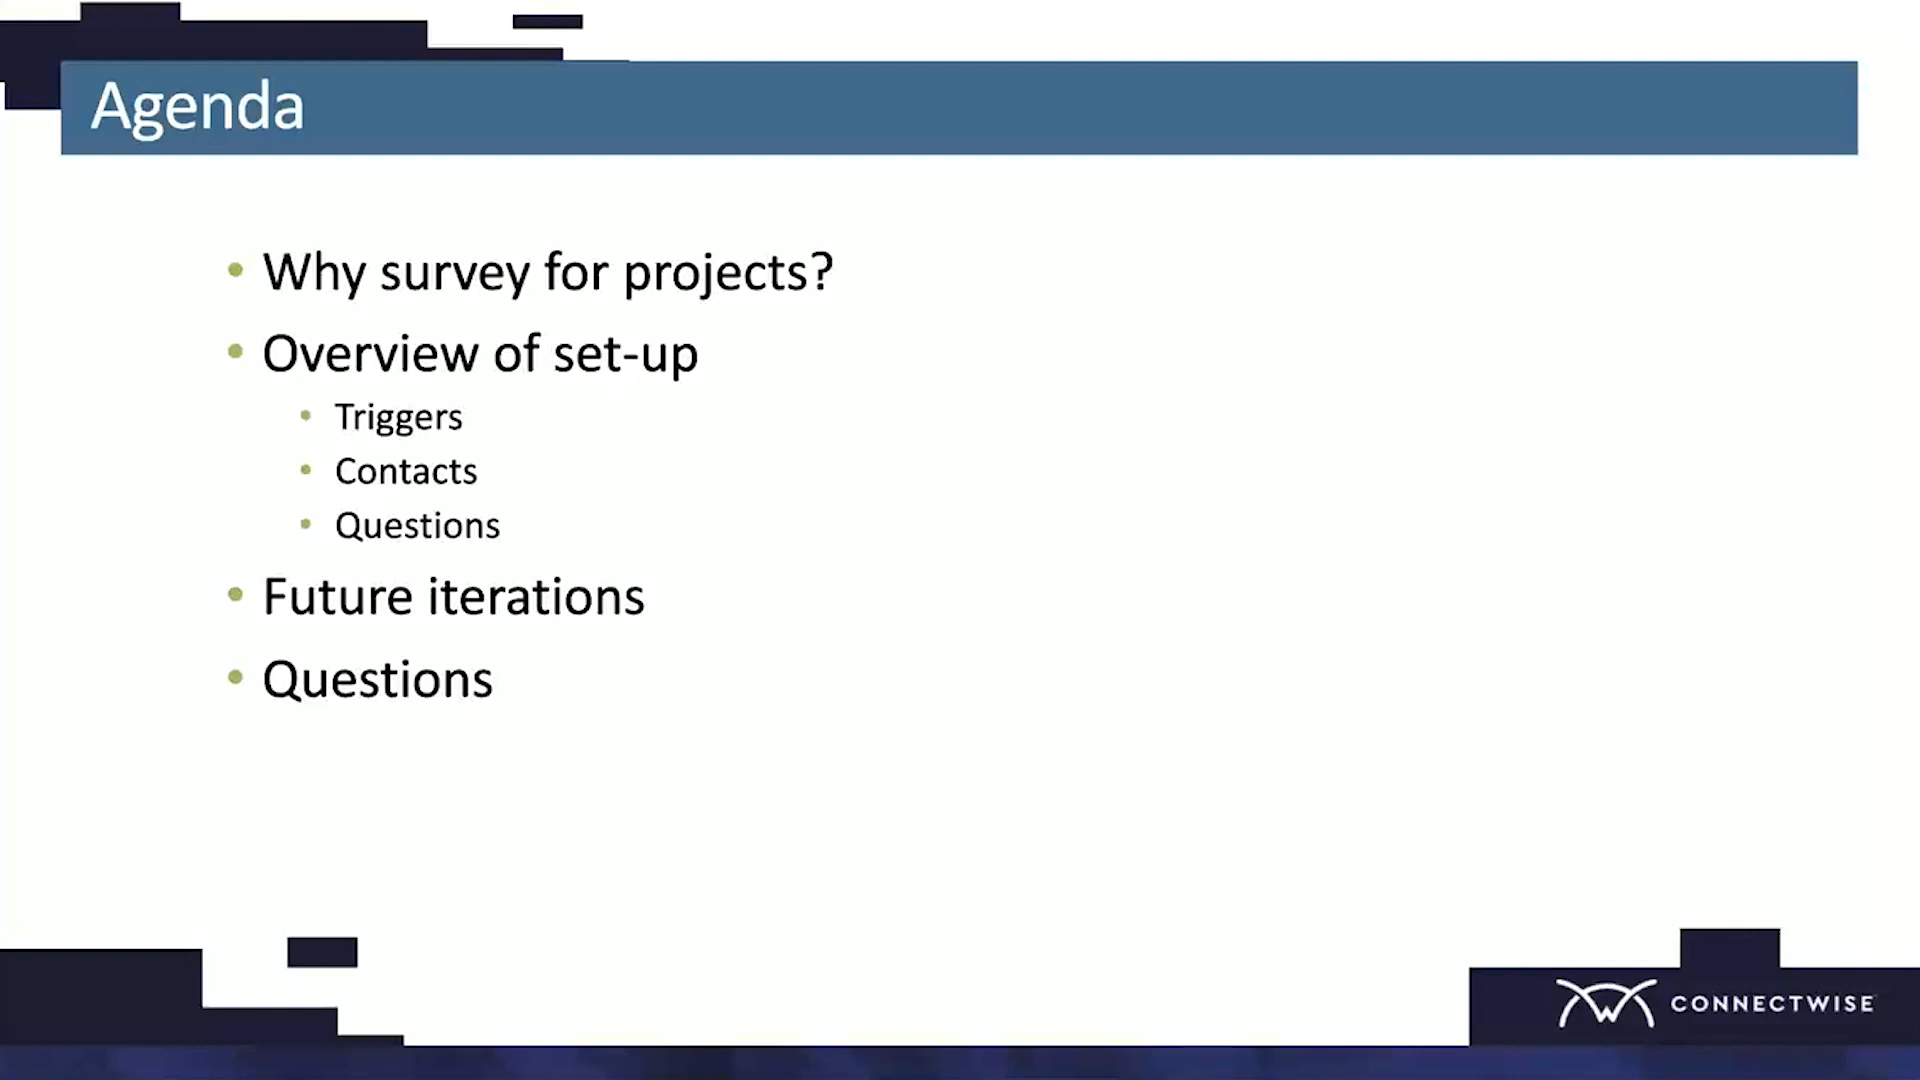 Agenda
• Why survey for projects?
• Overview of set-up
• Triggers
• Contacts
• Questions
• Future iterations
• Questions
CONNECTWISE